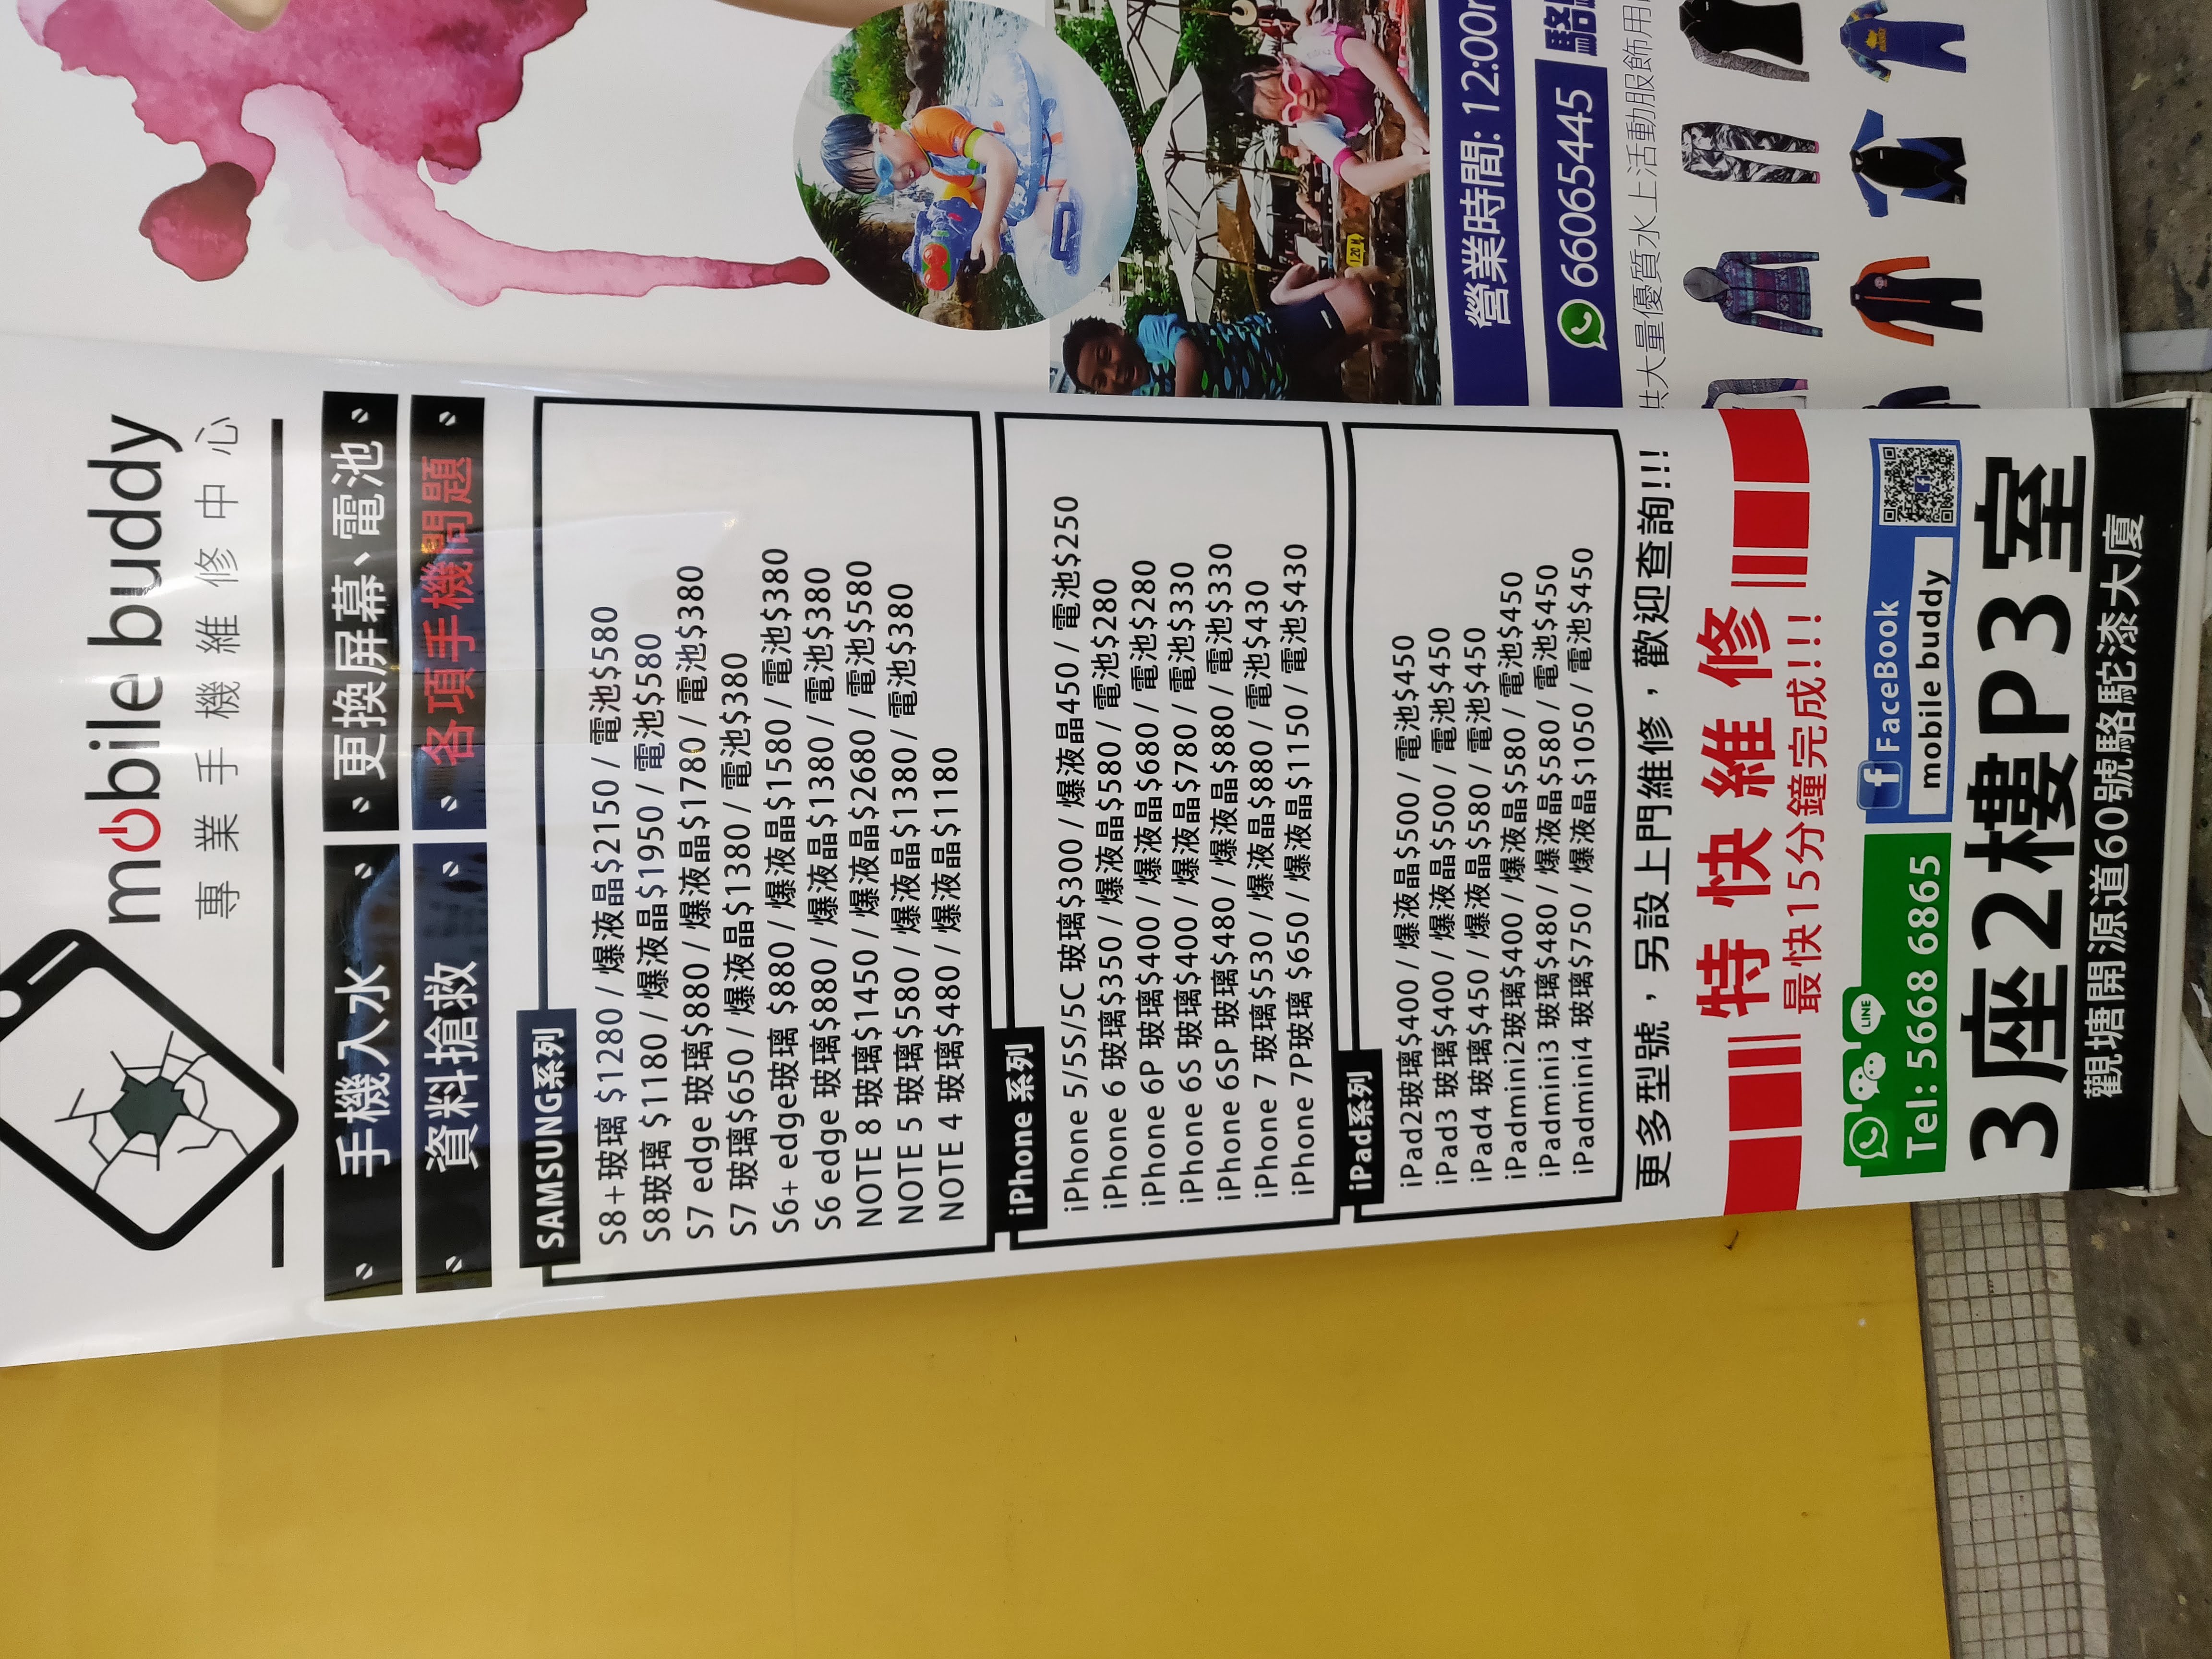 mobile buddy
專業手機維修中心
手機入水
更換屏幕、電池
資料搶救
各項手機問題
SAMSUNG系列
S8+玻璃 $1280 / 爆液晶$2150 / 電池$580
S8玻璃 $1180 / 爆液晶$1950 / 電池$580
S7 edge 玻璃$880 / 爆液晶$1780 / 電池$380
S7 玻璃$650 / 爆液晶$1380 / 電池$380
S6+ edge玻璃 $880 / 爆液晶$1580 / 電池$380
S6 edge 玻璃$880 / 爆液晶$1380 / 電池$380
NOTE 8 玻璃$1450 / 爆液晶$2680 / 電池$580
NOTE 5 玻璃$580 / 爆液晶$1380 / 電池$380
NOTE 4 玻璃$480 / 爆液晶$1180
iPhone 系列
iPhone 5/5S/5C 玻璃$300 / 爆液晶450 / 電池$250
iPhone 6 玻璃$350 / 爆液晶$580 / 電池$280
iPhone 6P 玻璃$400 / 爆液晶$680 / 電池$280
iPhone 6S 玻璃$400 / 爆液晶$780 / 電池$330
iPhone 6SP 玻璃$480 / 爆液晶$880 / 電池$330
iPhone 7 玻璃$530 / 爆液晶$880 / 電池$430
iPhone 7P玻璃 $650 / 爆液晶$1150 / 電池$430
iPad系列
iPad2玻璃$400 / 爆液晶$500 / 電池$450
iPad3 玻璃$400 / 爆液晶$500 / 電池$450
iPad4 玻璃$450 / 爆液晶$580 / 電池$450
iPadmini2玻璃$400 / 爆液晶$580 / 電池$450
iPadmini3 玻璃$480 / 爆液晶$580 / 電池$450
iPadmini4 玻璃$750 / 爆液晶$1050 / 電池$450
更多型號，另設上門維修，歡迎查詢!!!
特快維修
最快15分鐘完成!!!
LINE
Tel: 5668 6865
FaceBook
mobile buddy
3座2樓P3室
觀塘開源道60號駱駝漆大廈
1.20 M
營業時間: 12:00
66065445 駱
大量優質水上活動服飾用